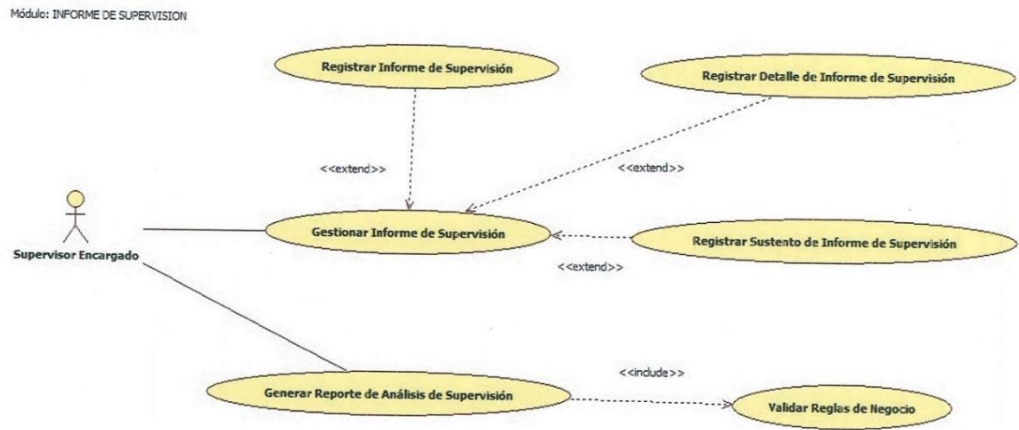 Módulo: INFORME DE SUPERVISION
Registrar Informe de Supervisión
Registrar Detalle de Informe de Supervisión
<<extend>>
<<extend>>
Gestionar Informe de Supervisión
Registrar Sustento de Informe de Supervisión
Supervisor Encargado
<<extend>>
<<include>>
Generar Reporte de Análisis de Supervisión
Validar Reglas de Negocio